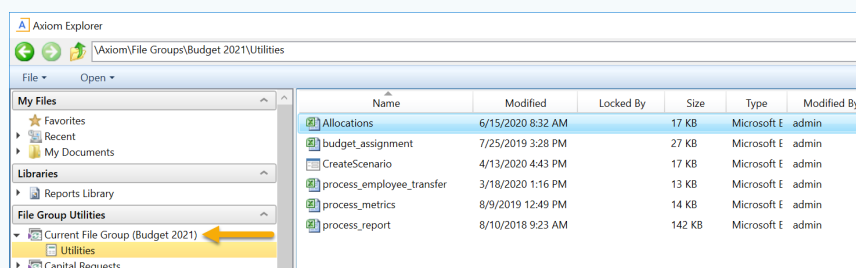 Axiom Explorer
\Axiom\File Groups\Budget 2021\Utilities
File Open
My Files
Favorites
Recent
My Documents
Libraries
Reports Library
File Group Utilities
Current File Group (Budget 2021)
Utilities
Capital Requests
Name Modified Locked By Size Type Modified By
Allocations 6/15/2020 8:32 AM 17 KB Microsoft E admin
budget_assignment 7/25/2019 3:28 PM 27 KB Microsoft E admin
CreateScenario 4/13/2020 4:43 PM 17 KB Microsoft E admin
process_employee_transfer 3/18/2020 1:16 PM 13 KB Microsoft E admin
process_metrics 8/9/2019 12:49 PM 14 KB Microsoft E admin
process_report 8/10/2018 9:23 AM 142 KB Microsoft E admin